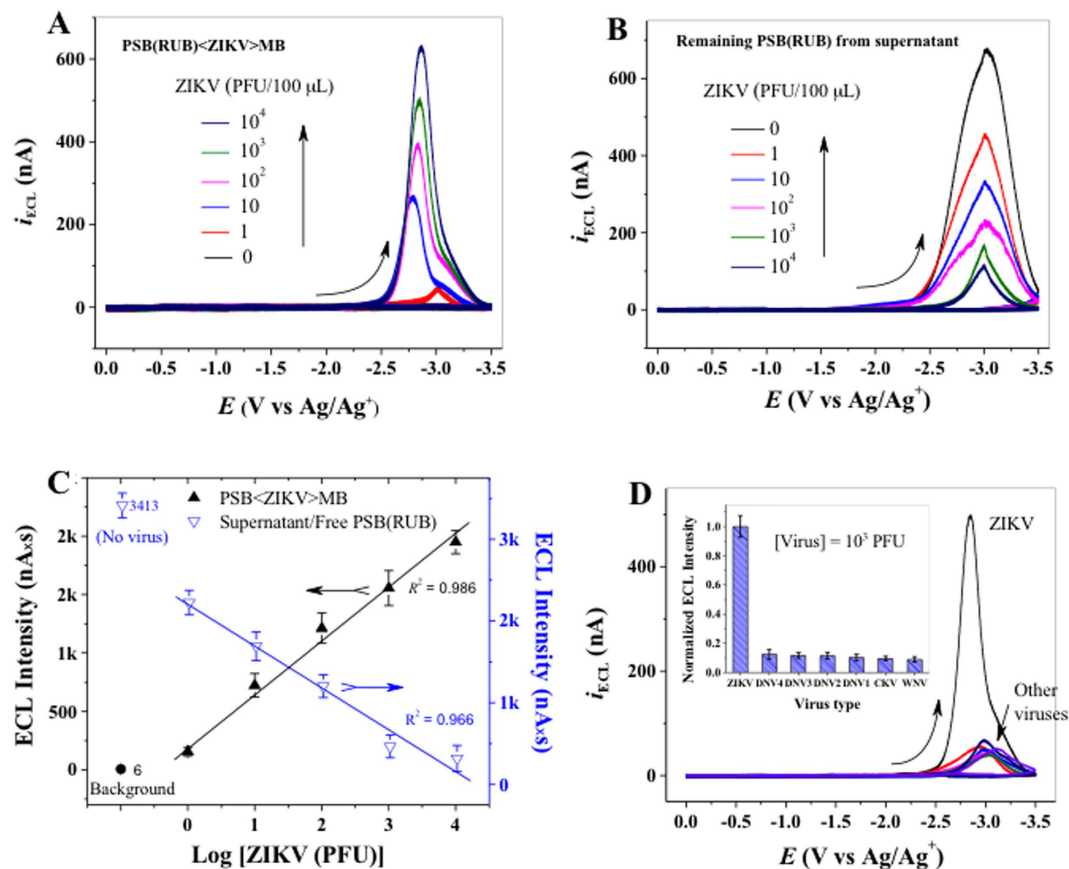 A
PSB(RUB)<ZIKV>MB
ZIKV (PFU/100 μL)
10⁴
10³
10²
10
1
0
600
400
200
0
i_ECL (nA)
0.0 -0.5 -1.0 -1.5 -2.0 -2.5 -3.0 -3.5
E (V vs Ag/Ag⁺)
B
Remaining PSB(RUB) from supernatant
ZIKV (PFU/100 μL)
0
1
10
10²
10³
10⁴
600
400
200
0
i_ECL (nA)
0.0 -0.5 -1.0 -1.5 -2.0 -2.5 -3.0 -3.5
E (V vs Ag/Ag⁺)
C
PSB<ZIKV>MB
Supernatant/Free PSB(RUB)
3413
(No virus)
R² = 0.986
R² = 0.966
6
Background
2k
2k
1k
500
0
ECL Intensity (nAxs)
3k
2k
1k
0
ECL Intensity (nAxs)
0 1 2 3 4
Log [ZIKV (PFU)]
D
ZIKV
[Virus] = 10³ PFU
1.0
0.8
0.6
0.4
0.2
0.0
Normalized ECL Intensity
ZIKV DNV4 DNV3 DNV2 DNV1 CKV WNV
Virus type
Other
viruses
600
400
200
0
i_ECL (nA)
0.0 -0.5 -1.0 -1.5 -2.0 -2.5 -3.0 -3.5
E (V vs Ag/Ag⁺)